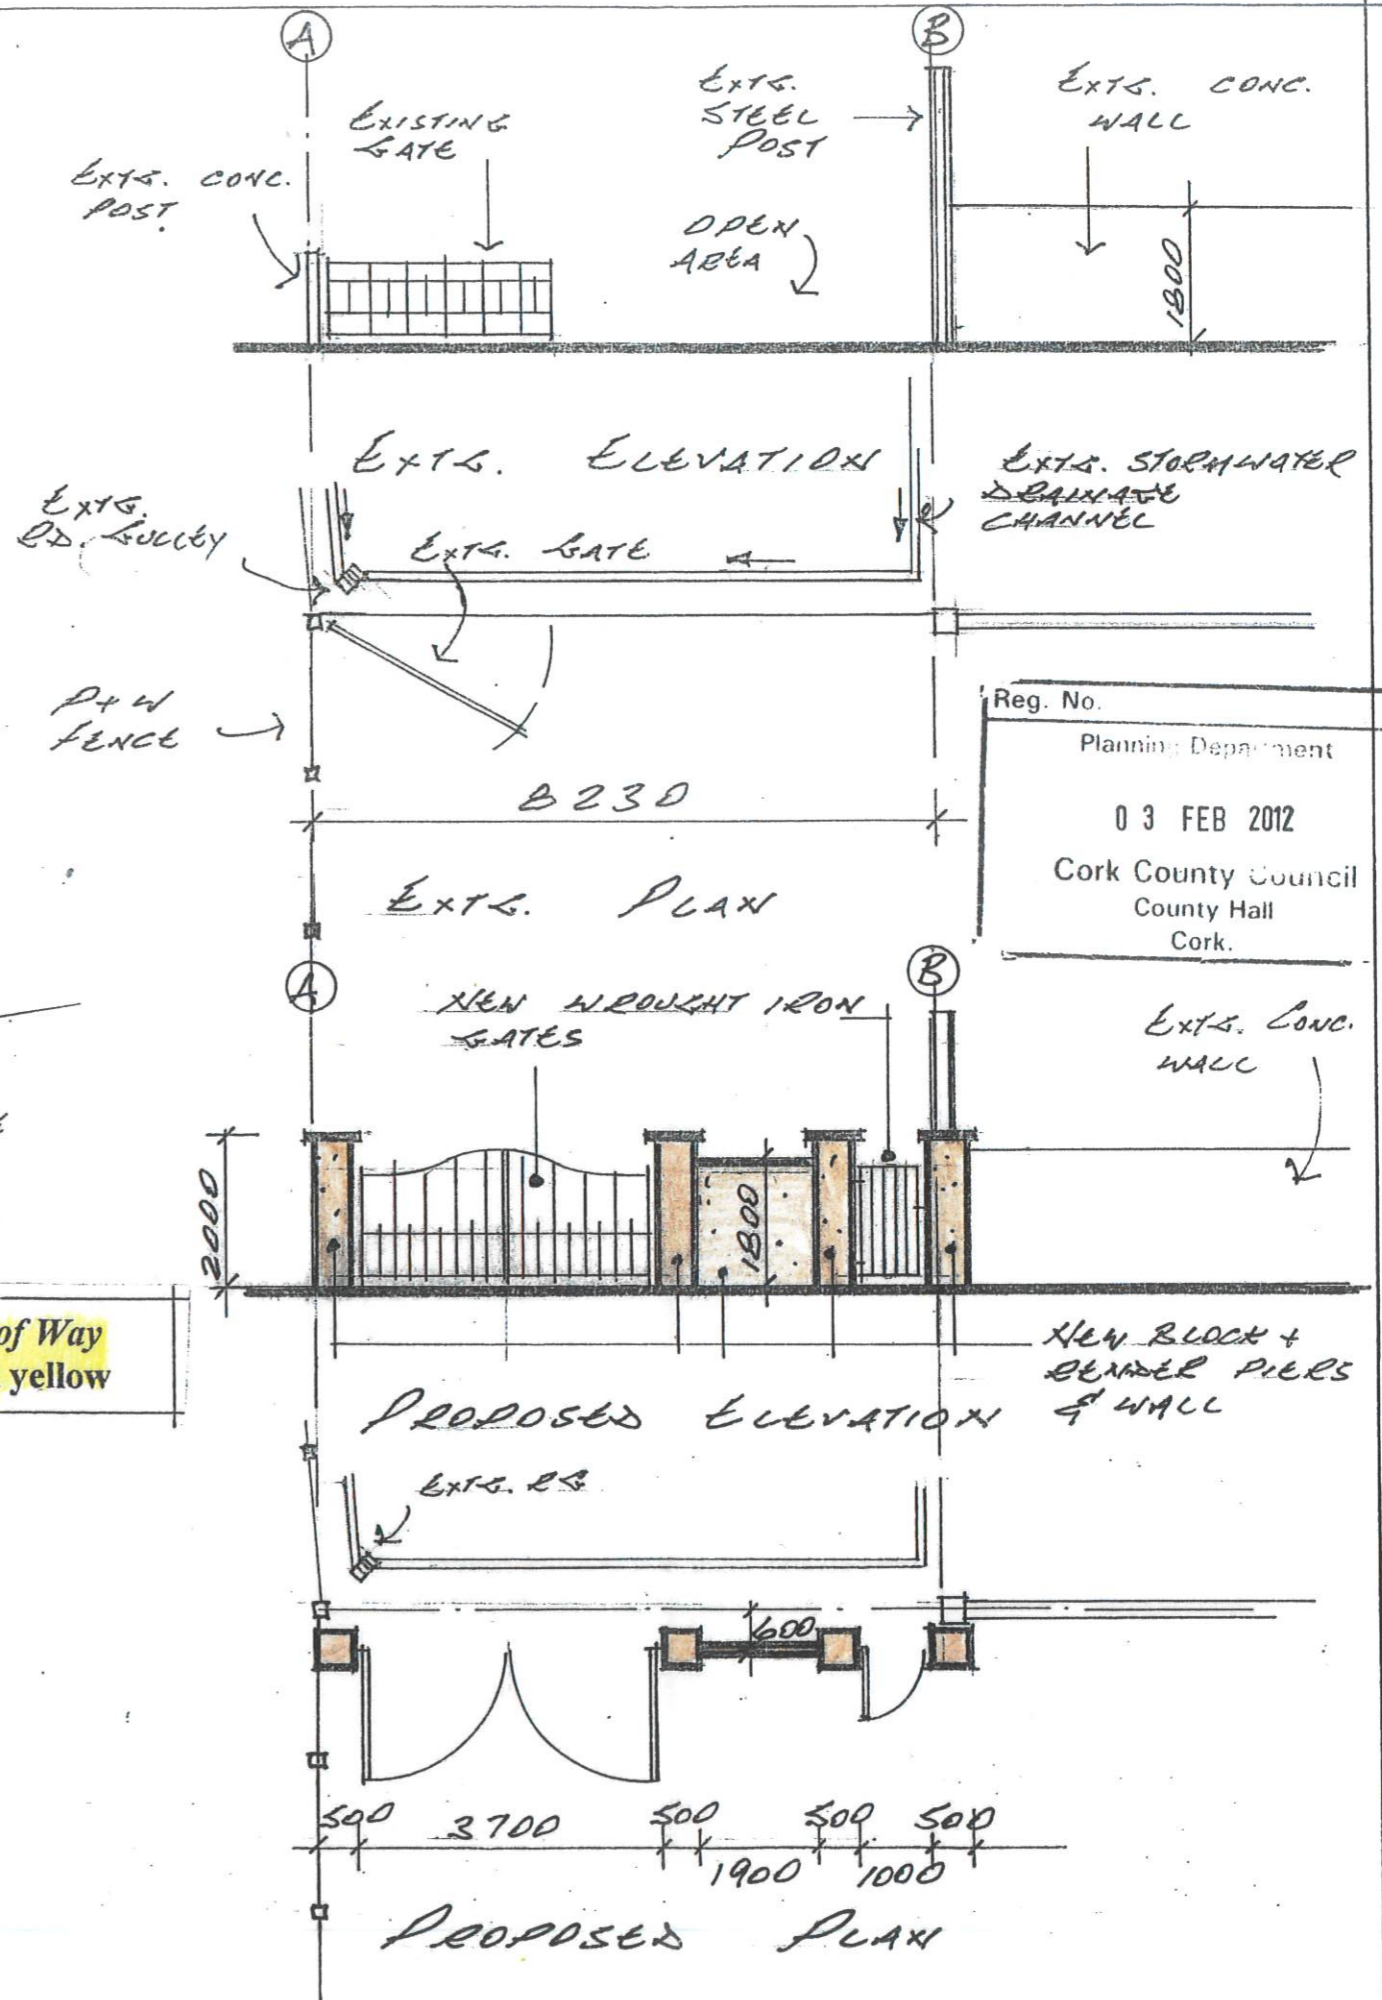 A
B
EXISTING
GATE
EXTG.
STEEL
POST
EXTG. CONC.
WALL
EXTG. CONC.
POST.
OPEN
AREA
1800
EXTG. ELEVATION
EXTG. STORMWATER
DRAINAGE
CHANNEL
EXTG.
RD. GULLEY
EXTG. GATE
P+W
FENCE
8230
EXTG. PLAN
Reg. No.
Planning Department
03 FEB 2012
Cork County Council
County Hall
Cork.
A
B
NEW WROUGHT IRON
GATES
EXTG. CONC.
WALL
2000
1800
of Way
yellow
NEW BLOCK +
RENDER PIERS
& WALL
PROPOSED ELEVATION
EXTG. RG
600
500 3700 500 500 500
1900 1000
PROPOSED PLAN